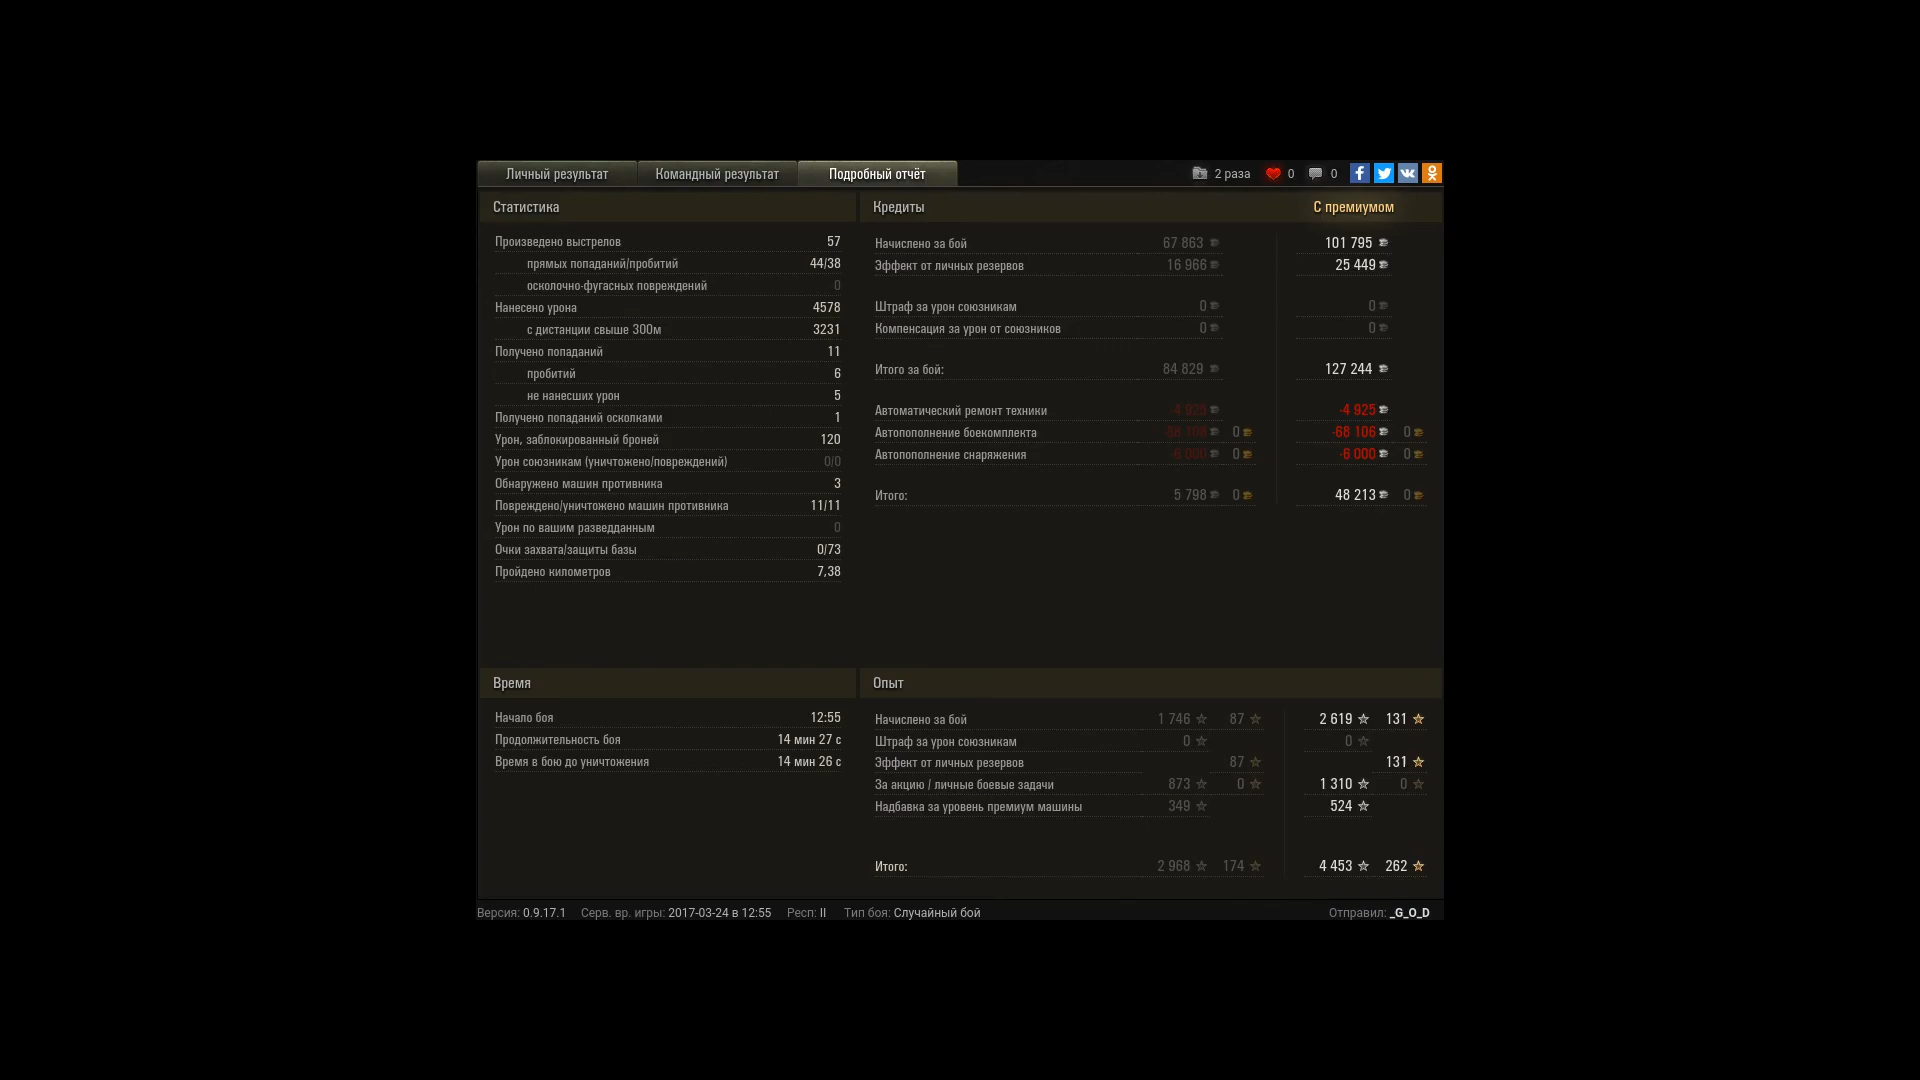 Личный результат Командный результат Подробный отчёт 2 раза 0 0
Статистика
Произведено выстрелов 57
прямых попаданий/пробитий 44/38
осколочно-фугасных повреждений 0
Нанесено урона 4578
с дистанции свыше 300м 3231
Получено попаданий 11
пробитий 6
не нанесших урон 5
Получено попаданий осколками 1
Урон, заблокированный броней 120
Урон союзникам (уничтожено/повреждений) 0/0
Обнаружено машин противника 3
Повреждено/уничтожено машин противника 11/11
Урон по вашим разведданным 0
Очки захвата/защиты базы 0/73
Пройдено километров 7,38
Кредиты С премиумом
Начислено за бой 67 863 101 795
Эффект от личных резервов 16 966 25 449
Штраф за урон союзникам 0 0
Компенсация за урон от союзников 0 0
Итого за бой: 84 829 127 244
Автоматический ремонт техники -4 925 -4 925
Автопополнение боекомплекта -68 106 0 -68 106 0
Автопополнение снаряжения -6 000 0 -6 000 0
Итого: 5 798 0 48 213 0
Время
Начало боя 12:55
Продолжительность боя 14 мин 27 с
Время в бою до уничтожения 14 мин 26 с
Опыт
Начислено за бой 1 746 87 2 619 131
Штраф за урон союзникам 0 0
Эффект от личных резервов 87 131
За акцию / личные боевые задачи 873 0 1 310 0
Надбавка за уровень премиум машины 349 524
Итого: 2 968 174 4 453 262
Версия: 0.9.17.1 Серв. вр. игры: 2017-03-24 в 12:55 Респ: II Тип боя: Случайный бой Отправил: _G_O_D